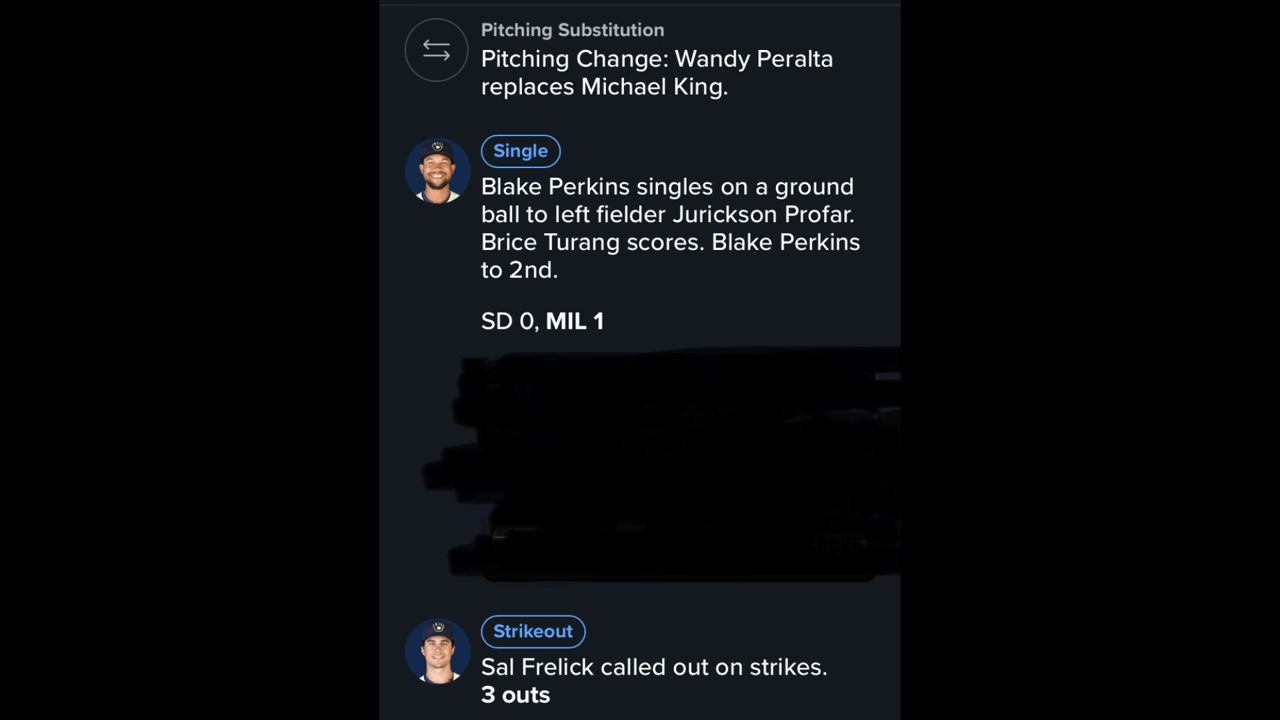 Pitching Substitution
Pitching Change: Wandy Peralta
replaces Michael King.
Single
Blake Perkins singles on a ground
ball to left fielder Jurickson Profar.
Brice Turang scores. Blake Perkins
to 2nd.
SD 0, MIL 1
Strikeout
Sal Frelick called out on strikes.
3 outs